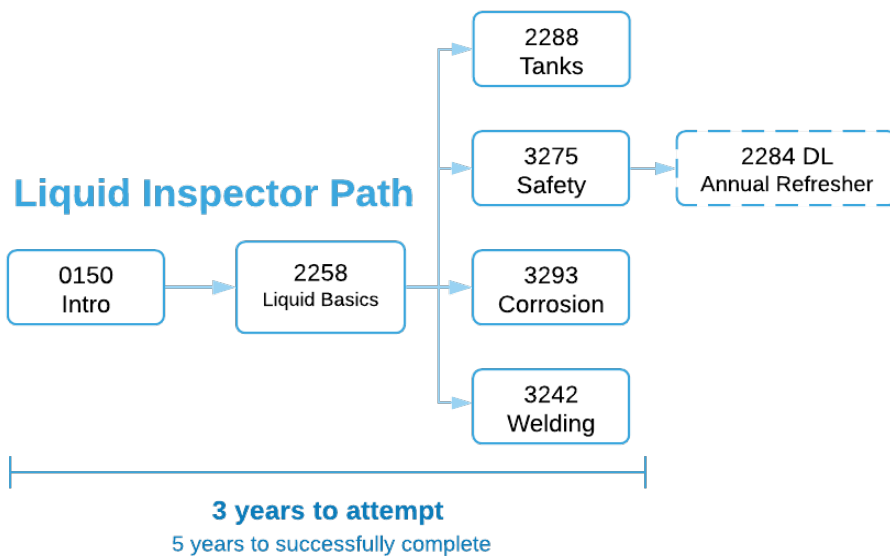 2288
Tanks
3275
Safety
2284 DL
Annual Refresher
Liquid Inspector Path
0150
Intro
2258
Liquid Basics
3293
Corrosion
3242
Welding
3 years to attempt
5 years to successfully complete